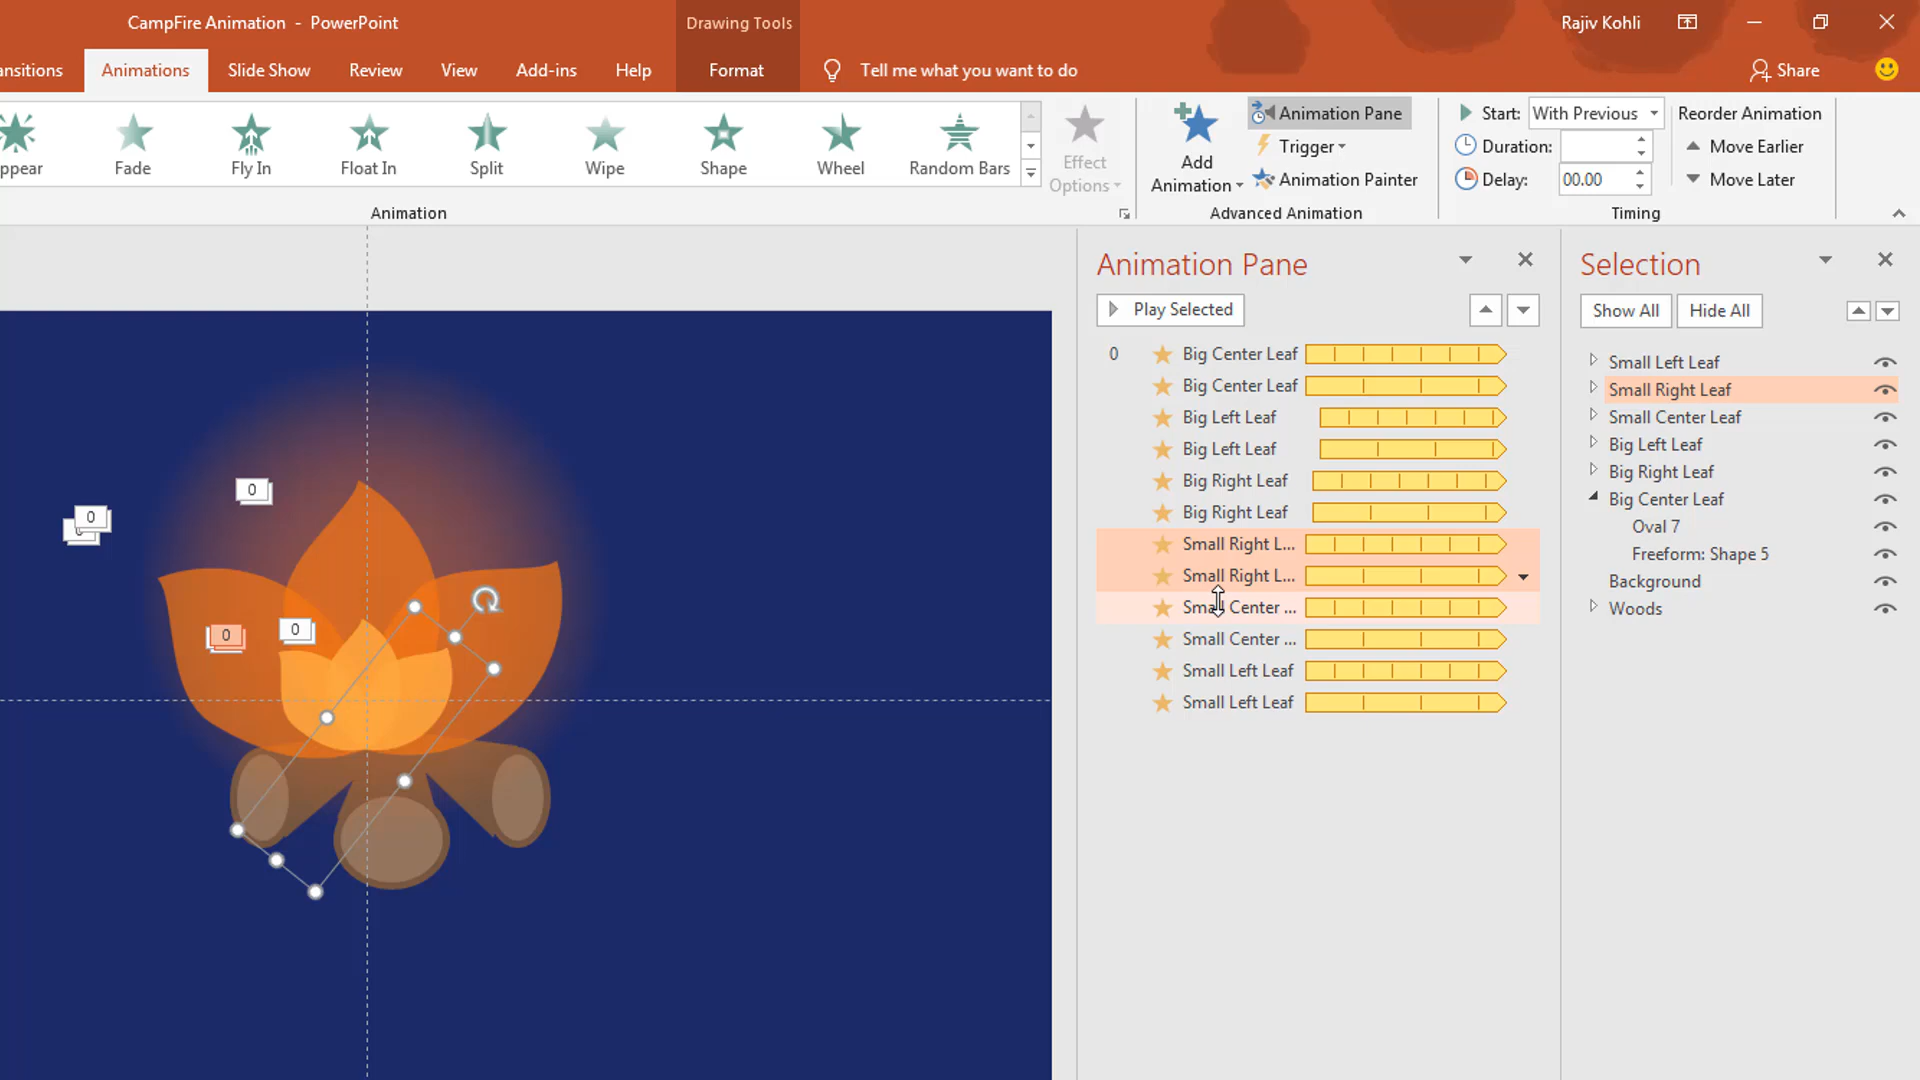 CampFire Animation - PowerPoint
Drawing Tools
Rajiv Kohli
ansitions
Animations
Slide Show
Review
View
Add-ins
Help
Format
Tell me what you want to do
Share
ppear
Fade
Fly In
Float In
Split
Wipe
Shape
Wheel
Random Bars
Effect
Options
Animation
Add
Animation
Animation Pane
Trigger
Animation Painter
Advanced Animation
Start: With Previous
Duration:
Delay: 00.00
Timing
Reorder Animation
Move Earlier
Move Later
0
0
0
0
Animation Pane
Play Selected
0 Big Center Leaf
Big Center Leaf
Big Left Leaf
Big Left Leaf
Big Right Leaf
Big Right Leaf
Small Right L...
Small Right L...
Small Center ...
Small Center ...
Small Left Leaf
Small Left Leaf
Selection
Show All
Hide All
Small Left Leaf
Small Right Leaf
Small Center Leaf
Big Left Leaf
Big Right Leaf
Big Center Leaf
Oval 7
Freeform: Shape 5
Background
Woods